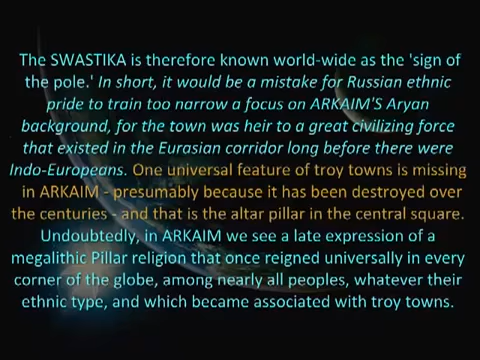 The SWASTIKA is therefore known world-wide as the 'sign of
the pole.' In short, it would be a mistake for Russian ethnic
pride to train too narrow a focus on ARKAIM'S Aryan
background, for the town was heir to a great civilizing force
that existed in the Eurasian corridor long before there were
Indo-Europeans. One universal feature of troy towns is missing
in ARKAIM - presumably because it has been destroyed over
the centuries - and that is the altar pillar in the central square.
Undoubtedly, in ARKAIM we see a late expression of a
megalithic Pillar religion that once reigned universally in every
corner of the globe, among nearly all peoples, whatever their
ethnic type, and which became associated with troy towns.